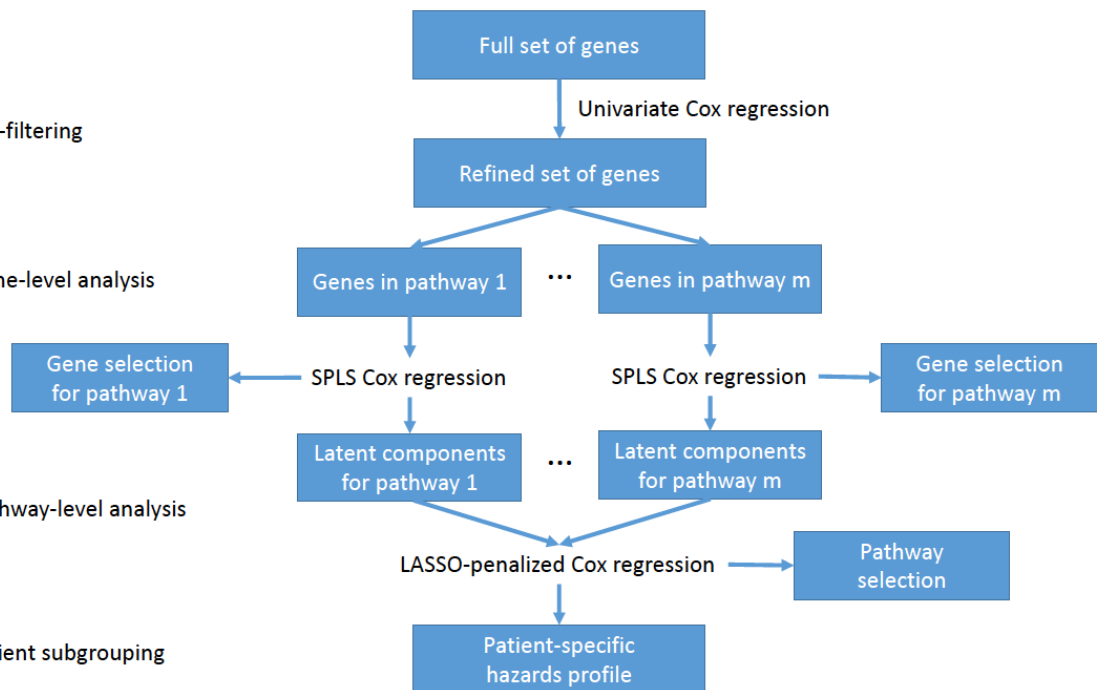 Full set of genes
Univariate Cox regression
-filtering
Refined set of genes
ne-level analysis
Genes in pathway 1
...
Genes in pathway m
Gene selection
for pathway 1
SPLS Cox regression
SPLS Cox regression
Gene selection
for pathway m
Latent components
for pathway 1
...
Latent components
for pathway m
hway-level analysis
LASSO-penalized Cox regression
Pathway
selection
ient subgrouping
Patient-specific
hazards profile